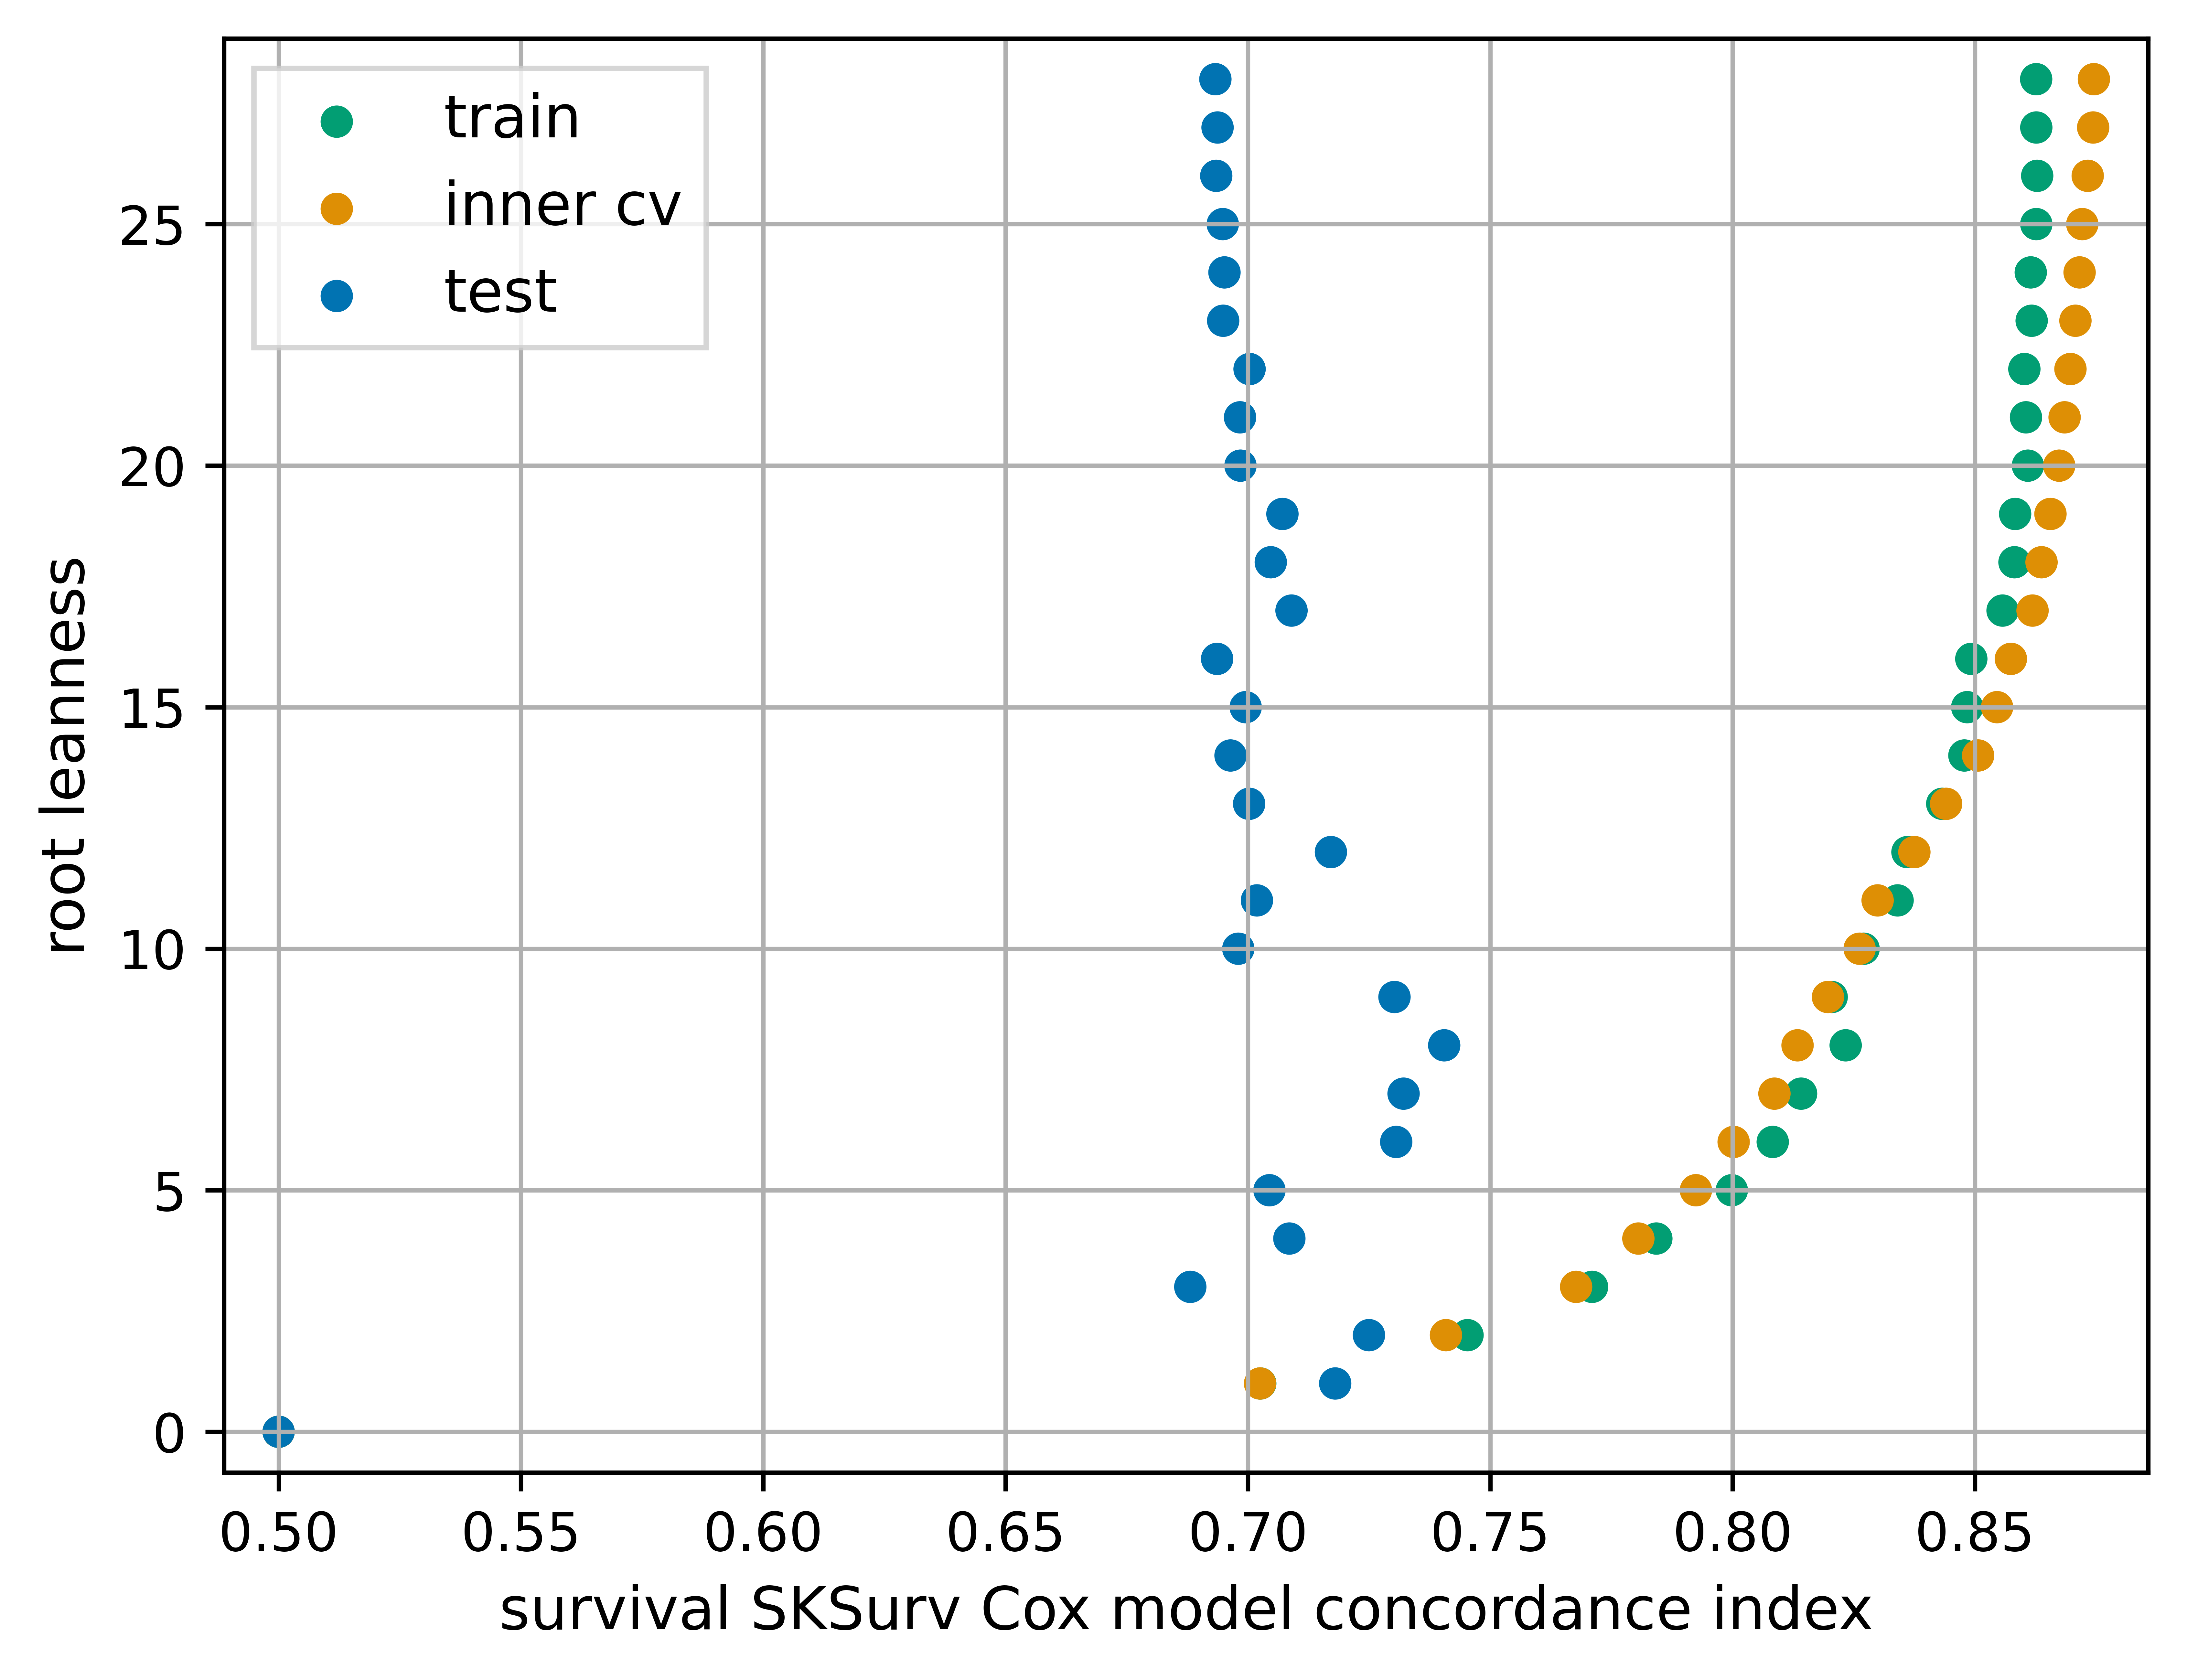 train
inner cv
test
25
20
15
10
5
0
root leanness
0.50 0.55 0.60 0.65 0.70 0.75 0.80 0.85
survival SKSurv Cox model concordance index